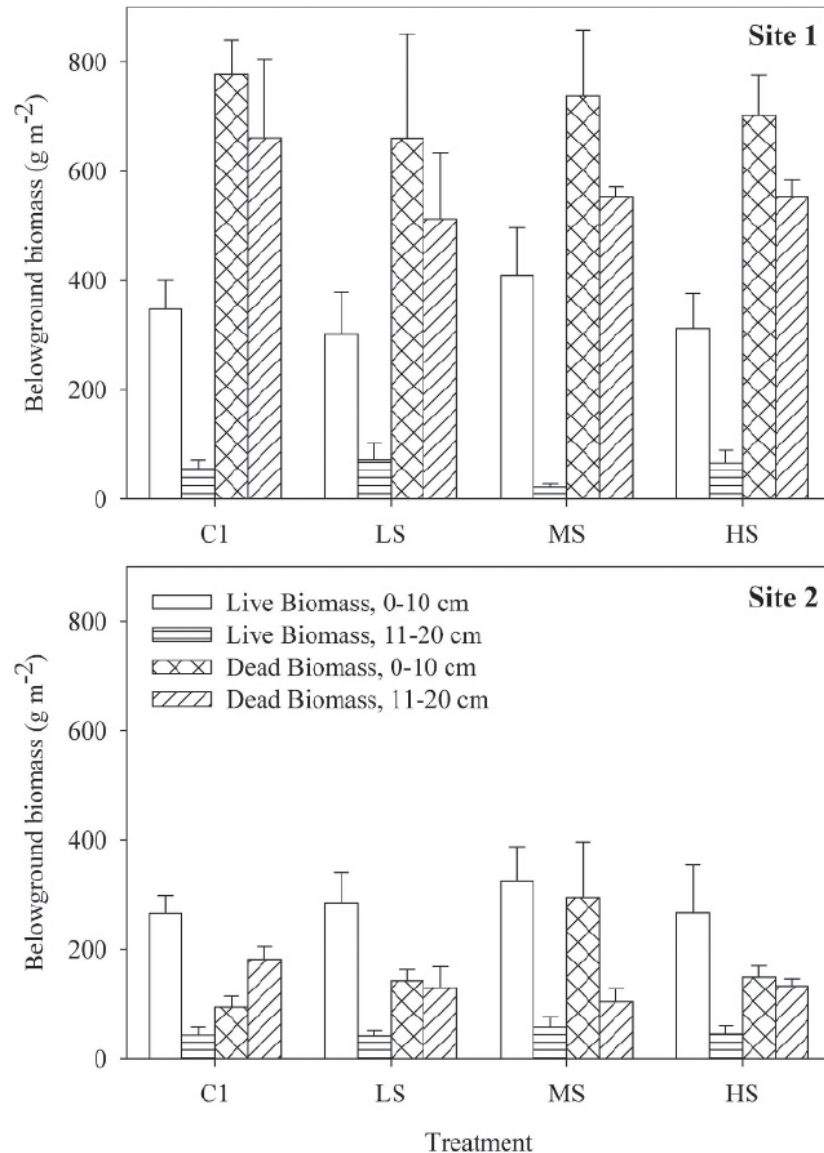 Site 1
Belowground biomass (g m-2)
800
600
400
200
0
C1 LS MS HS
Site 2
Live Biomass, 0-10 cm
Live Biomass, 11-20 cm
Dead Biomass, 0-10 cm
Dead Biomass, 11-20 cm
Belowground biomass (g m-2)
800
600
400
200
0
C1 LS MS HS
Treatment